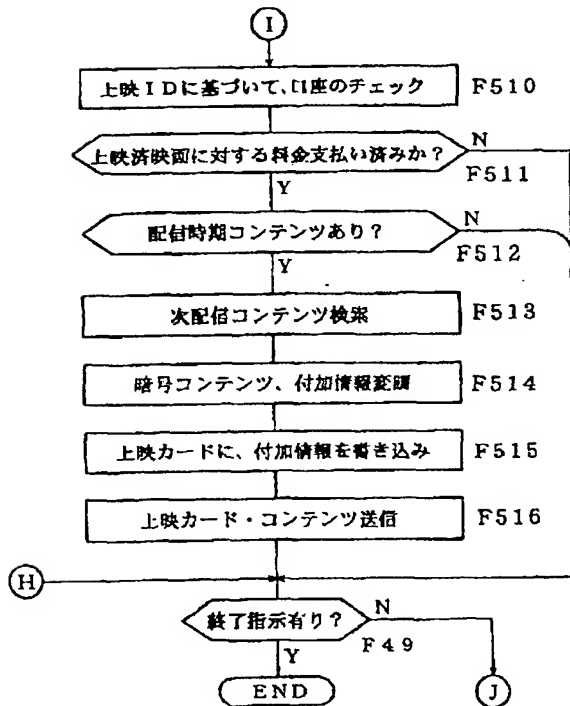 I
上映IDに基づいて、口座のチェック F510
上映済映画に対する料金支払い済みか？ N
F511
Y
配信時期コンテンツあり？ N
F512
Y
次配信コンテンツ検索 F513
暗号コンテンツ、付加情報変調 F514
上映カードに、付加情報を書き込み F515
上映カード・コンテンツ送信 F516
H
終了指示有り？ N
F49
Y
END J